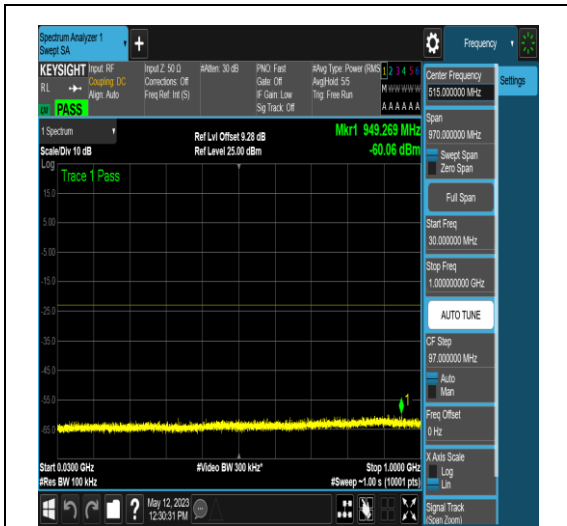 Spectrum Analyzer 1
Swept SA
Frequency
KEYSIGHT
RL
PASS
Input: RF
Coupling: DC
Align: Auto
Input Z: 50 Ω
Corrections: Off
Freq Ref: Int (S)
#Atten: 30 dB
PNO: Fast
Gate: Off
IF Gain: Low
Sig Track: Off
#Avg Type: Power (RMS
Avg|Hold: 5/5
Trig: Free Run
1 2 3 4 5 6
M W W W W W
A A A A A A
Center Frequency
515.000000 MHz
Settings
Span
970.000000 MHz
Swept Span
Zero Span
Full Span
Start Freq
30.000000 MHz
Stop Freq
1.000000000 GHz
AUTO TUNE
CF Step
97.000000 MHz
Auto
Man
Freq Offset
0 Hz
X Axis Scale
Log
Lin
Signal Track
(Span Zoom)
1 Spectrum
Scale/Div 10 dB
Ref Lvl Offset 9.28 dB
Ref Level 25.00 dBm
Mkr1 949.269 MHz
-60.06 dBm
Log
Trace 1 Pass
15.0
5.00
-5.00
-15.0
-25.0
-35.0
-45.0
-55.0
-65.0
1
Start 0.0300 GHz
#Res BW 100 kHz
#Video BW 300 kHz*
Stop 1.0000 GHz
#Sweep ~1.00 s (10001 pts)
?
May 12, 2023
12:30:31 PM